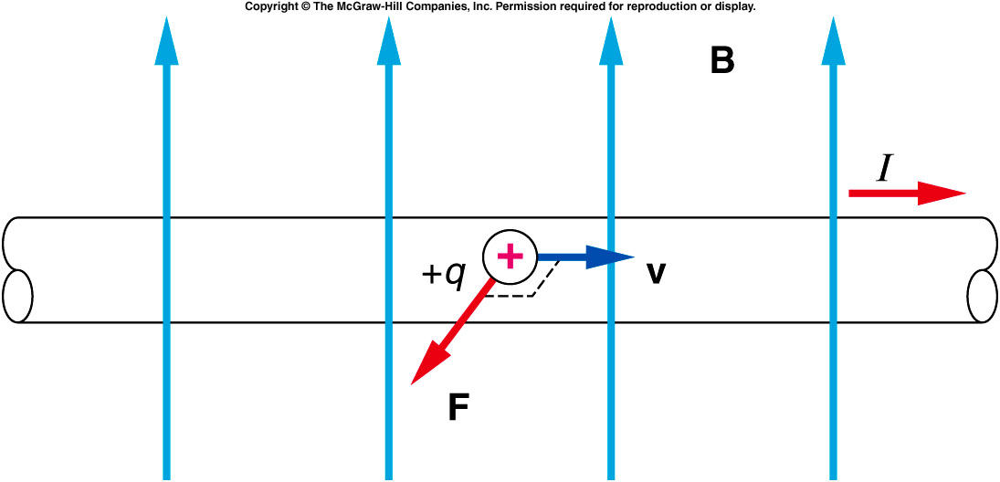 Copyright © The McGraw-Hill Companies, Inc. Permission required for reproduction or display.
B
I
+
+q
v
F